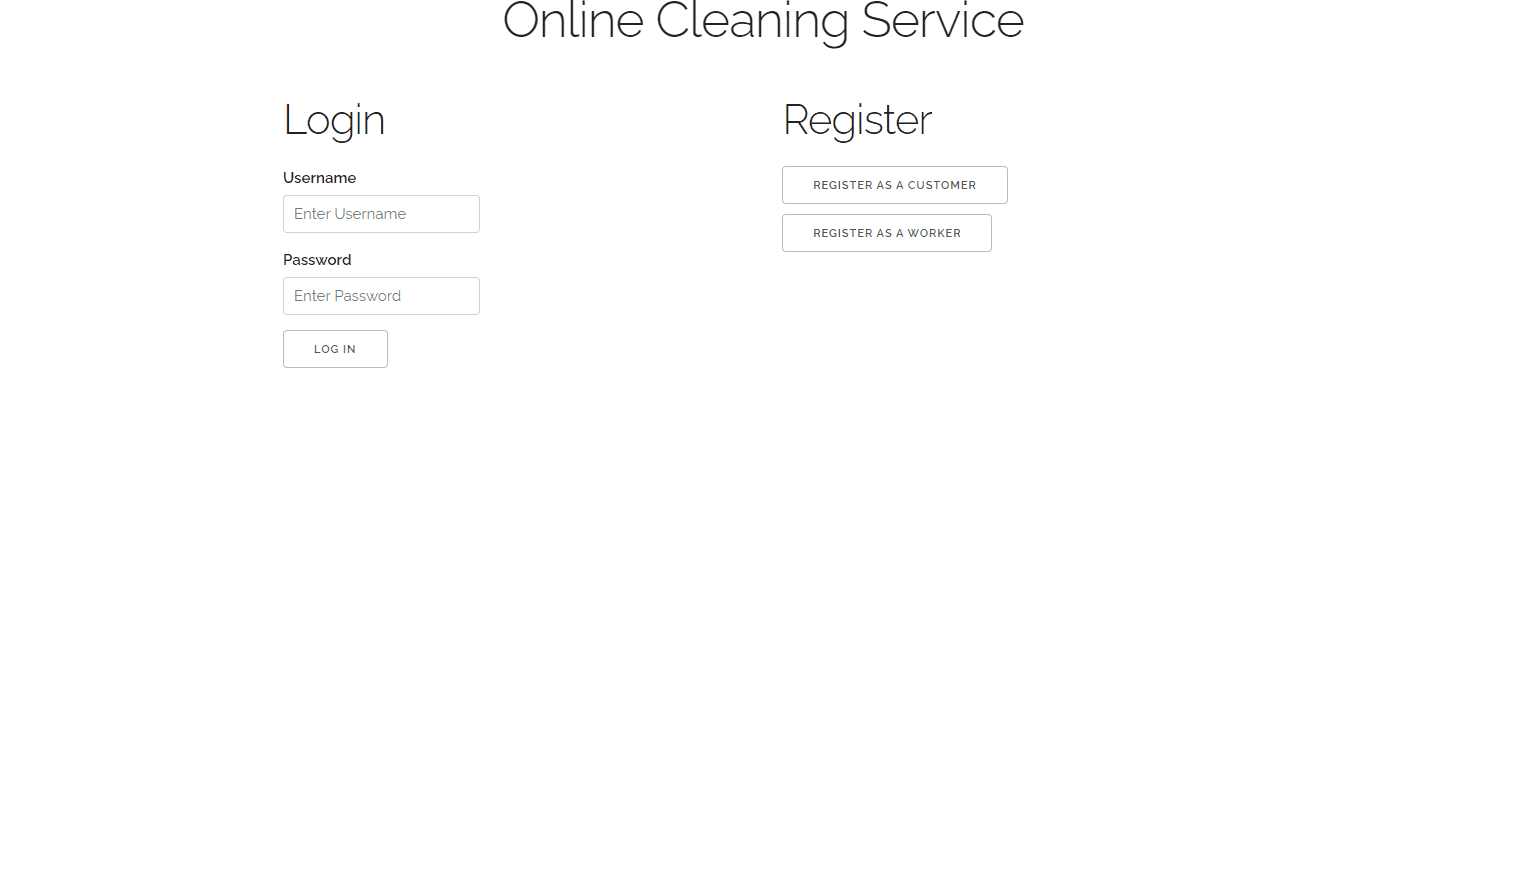 Online Cleaning Service
Login
Username
Enter Username
Password
Enter Password
LOG IN
Register
REGISTER AS A CUSTOMER
REGISTER AS A WORKER